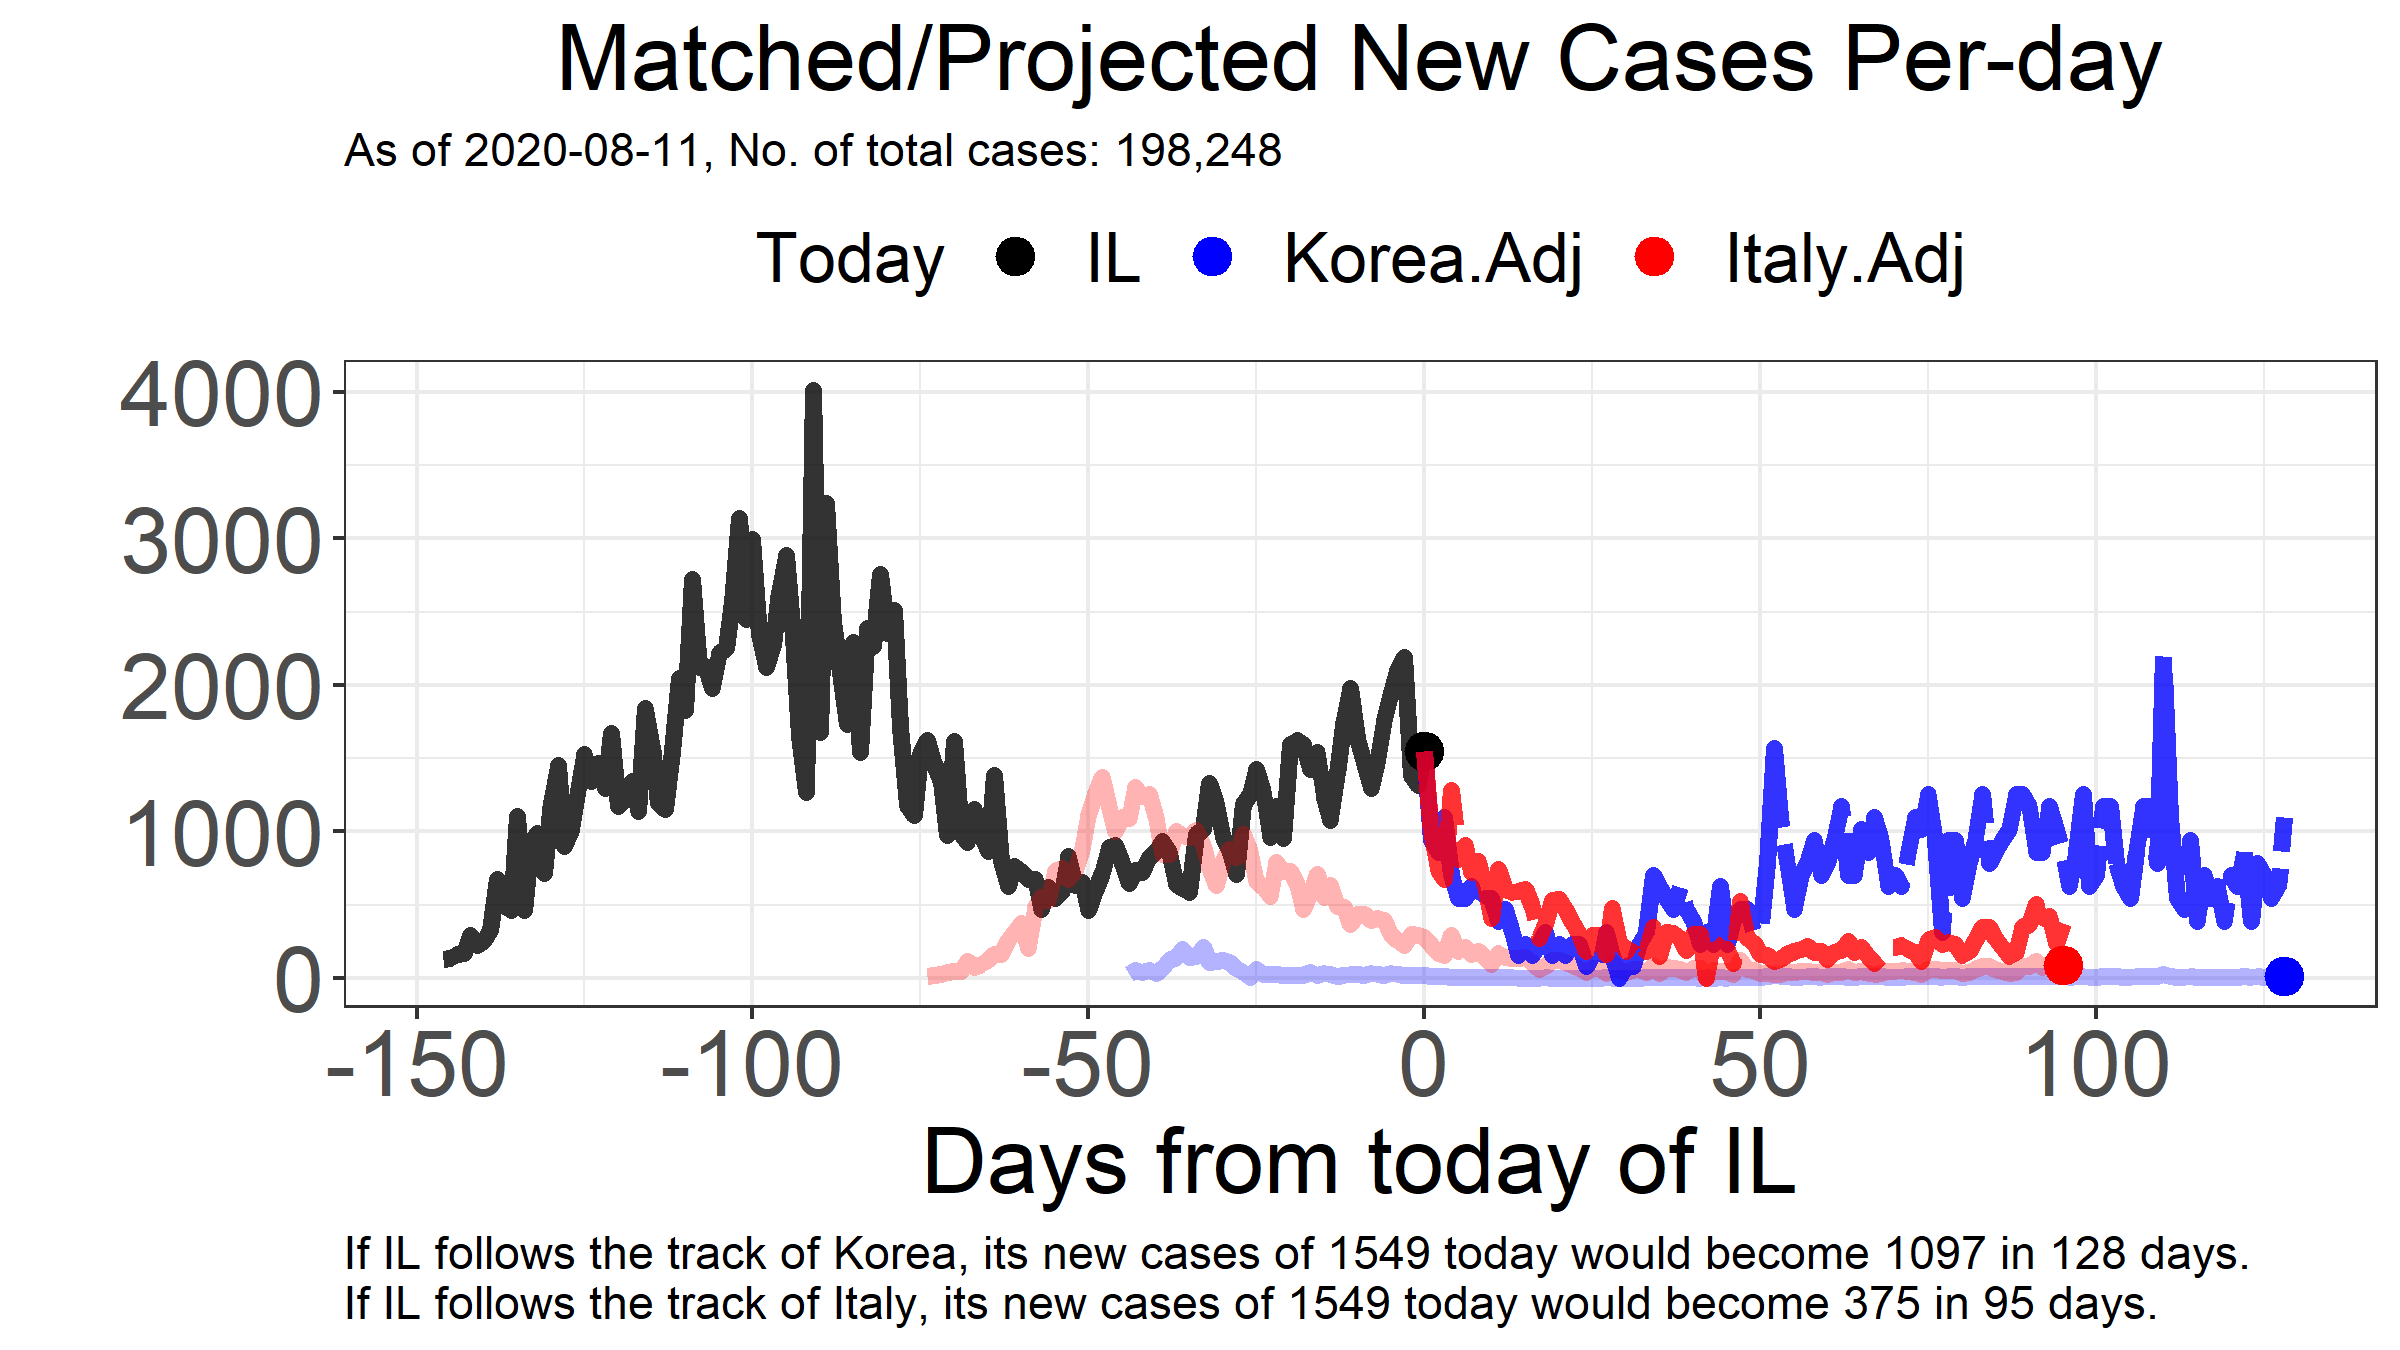 Matched/Projected New Cases Per-day
As of 2020-08-11, No. of total cases: 198,248
Today IL Korea.Adj Italy.Adj
4000
3000
2000
1000
0
-150 -100 -50 0 50 100
Days from today of IL
If IL follows the track of Korea, its new cases of 1549 today would become 1097 in 128 days.
If IL follows the track of Italy, its new cases of 1549 today would become 375 in 95 days.